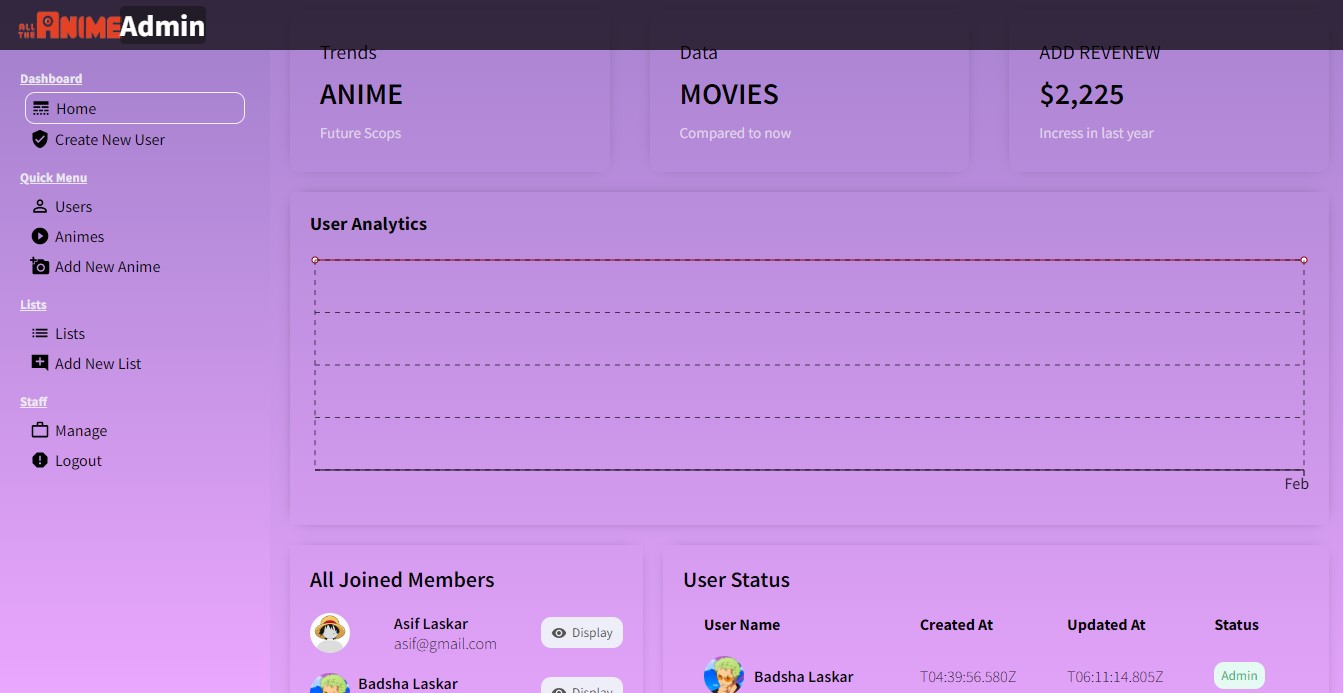 ALL THE ANIME Admin
Dashboard
Home
Create New User
Quick Menu
Users
Animes
Add New Anime
Lists
Lists
Add New List
Staff
Manage
Logout
Trends
ANIME
Future Scops
Data
MOVIES
Compared to now
ADD REVENEW
$2,225
Incress in last year
User Analytics
Feb
All Joined Members
Asif Laskar
asif@gmail.com
Display
Badsha Laskar
Display
User Status
User Name Created At Updated At Status
Badsha Laskar T04:39:56.580Z T06:11:14.805Z Admin